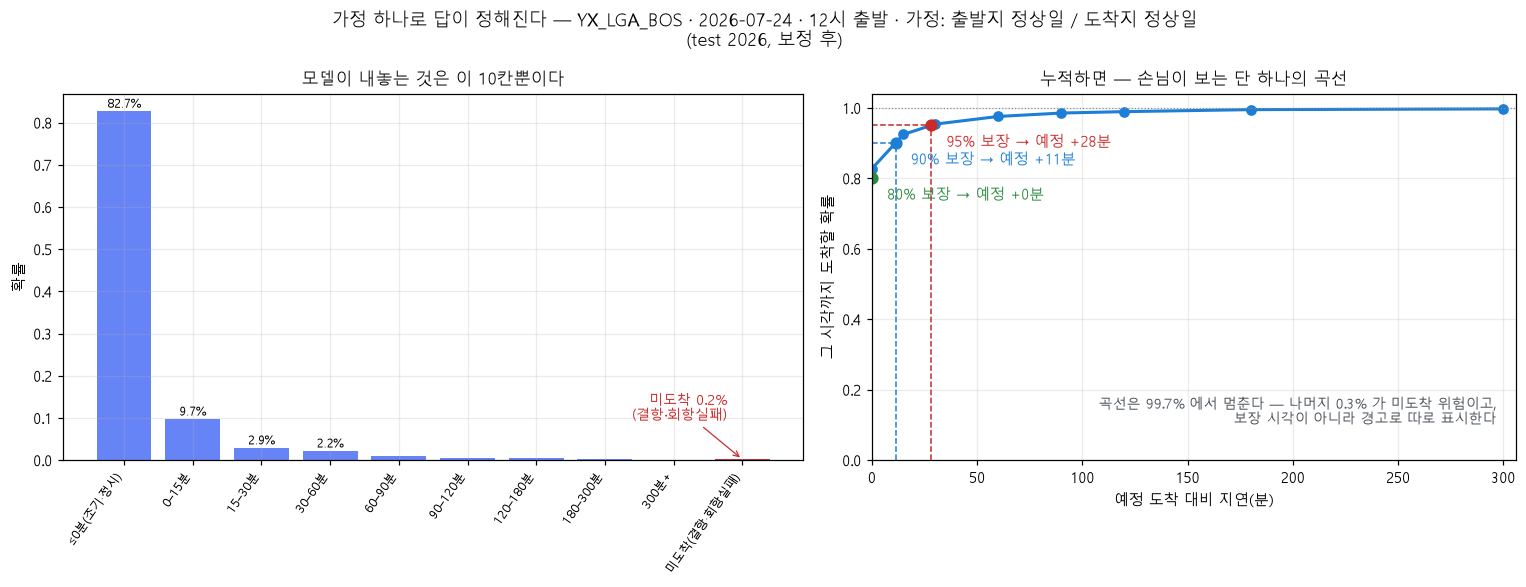 가정 하나로 답이 정해진다 — YX_LGA_BOS · 2026-07-24 · 12시 출발 · 가정: 출발지 정상일 / 도착지 정상일
(test 2026, 보정 후)
모델이 내놓는 것은 이 10칸뿐이다
확률
0.8
0.7
0.6
0.5
0.4
0.3
0.2
0.1
0.0
82.7%
9.7%
2.9%
2.2%
미도착 0.2%
(결항·회항실패)
≤0분(조기·정시)
0–15분
15–30분
30–60분
60–90분
90–120분
120–180분
180–300분
300분+
미도착(결항·회항실패)
누적하면 — 손님이 보는 단 하나의 곡선
그 시각까지 도착할 확률
1.0
0.8
0.6
0.4
0.2
0.0
95% 보장 → 예정 +28분
90% 보장 → 예정 +11분
80% 보장 → 예정 +0분
곡선은 99.7% 에서 멈춘다 — 나머지 0.3% 가 미도착 위험이고,
보장 시각이 아니라 경고로 따로 표시한다
0
50
100
150
200
250
300
예정 도착 대비 지연(분)